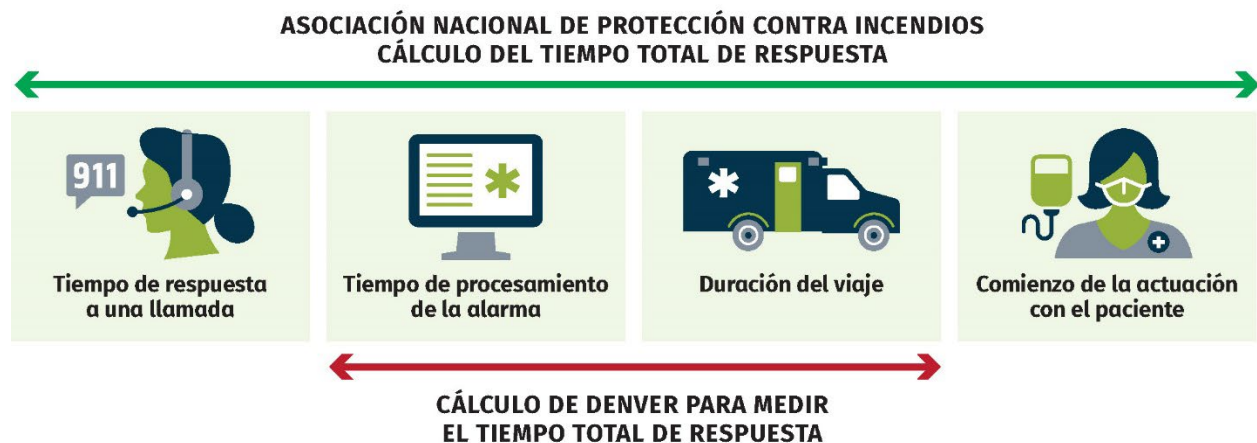 ASOCIACIÓN NACIONAL DE PROTECCIÓN CONTRA INCENDIOS
CÁLCULO DEL TIEMPO TOTAL DE RESPUESTA
911
Tiempo de respuesta
a una llamada
Tiempo de procesamiento
de la alarma
Duración del viaje
Comienzo de la actuación
con el paciente
CÁLCULO DE DENVER PARA MEDIR
EL TIEMPO TOTAL DE RESPUESTA